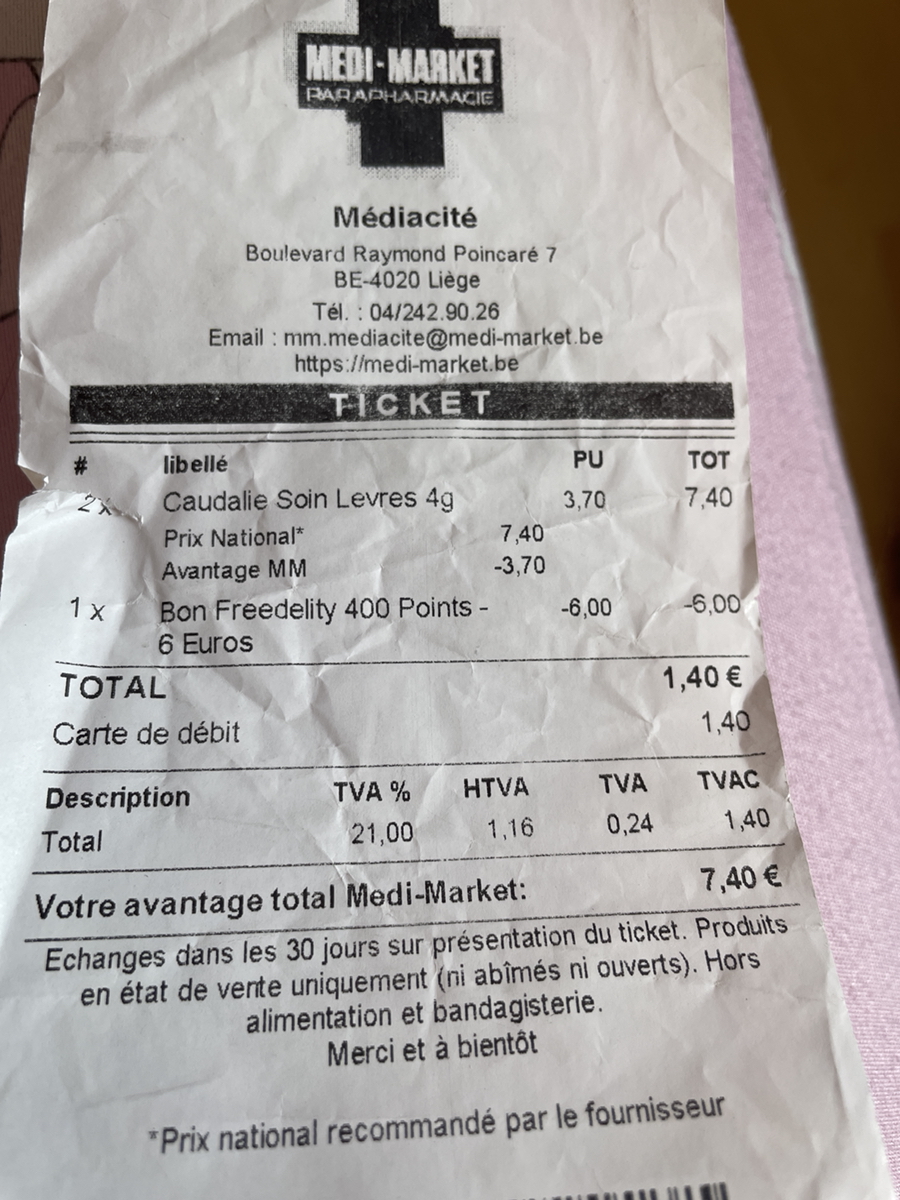 MEDI-MARKET
PARAPHARMACIE
Médiacité
Boulevard Raymond Poincaré 7
BE-4020 Liège
Tél. : 04/242.90.26
Email : mm.mediacite@medi-market.be
https://medi-market.be
TICKET
# libellé PU TOT
2x Caudalie Soin Levres 4g 3,70 7,40
Prix National* 7,40
Avantage MM -3,70
1 x Bon Freedelity 400 Points - -6,00 -6,00
6 Euros
TOTAL 1,40 €
Carte de débit 1,40
Description TVA % HTVA TVA TVAC
Total 21,00 1,16 0,24 1,40
Votre avantage total Medi-Market: 7,40 €
Echanges dans les 30 jours sur présentation du ticket. Produits
en état de vente uniquement (ni abîmés ni ouverts). Hors
alimentation et bandagisterie.
Merci et à bientôt
*Prix national recommandé par le fournisseur